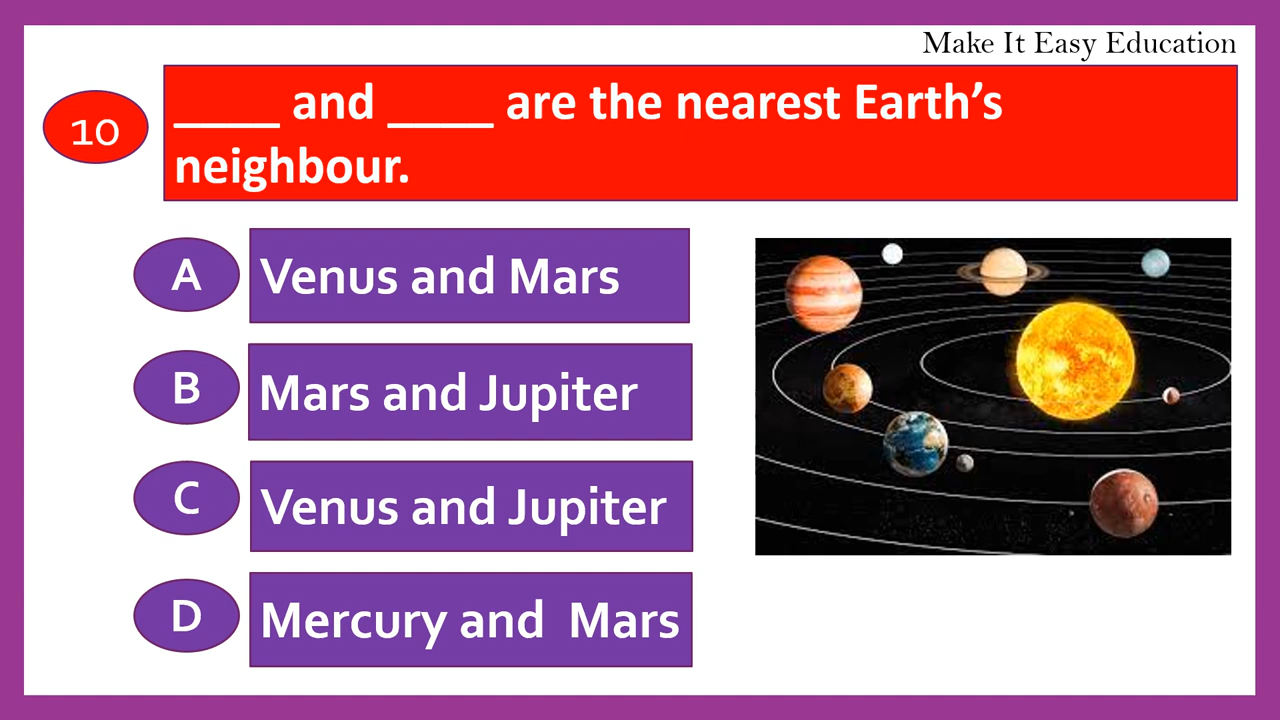 Make It Easy Education
10
____ and ____ are the nearest Earth’s
neighbour.
A
Venus and Mars
B
Mars and Jupiter
C
Venus and Jupiter
D
Mercury and  Mars